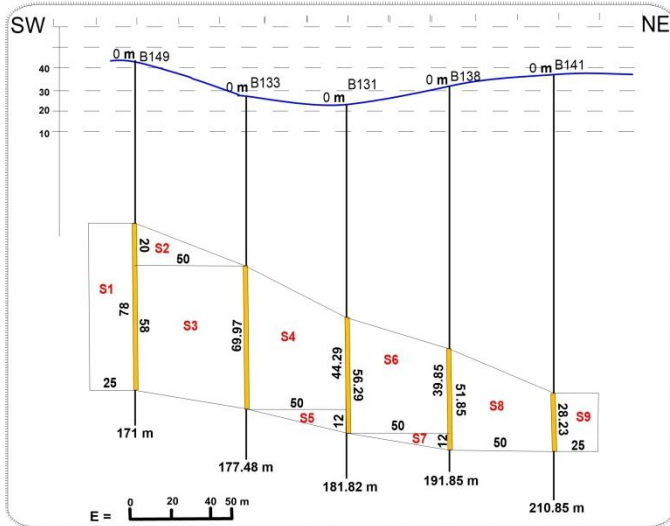 SW
NE
0 m B149
0 m B133
B131
0 m
0 m B138
0 m B141
40
30
20
10
20
S2
50
S1
78
58
S3
69.97
S4
44.29
56.29
S6
39.85
51.85
S8
28.23
S9
25
50
S5
12
50
S7
12
50
25
171 m
177.48 m
181.82 m
191.85 m
210.85 m
E =
0 20 40 50 m